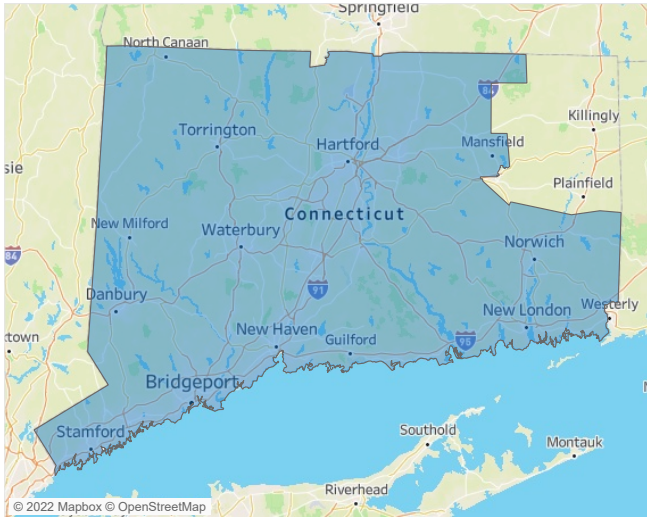 Springfield
North Canaan
84
Killingly
Torrington
Hartford
Mansfield
sie
Plainfield
Connecticut
New Milford
Waterbury
Norwich
84
91
Danbury
Westerly
New London
New Haven
Guilford
95
Bridgeport
Stamford
Southold
Montauk
Riverhead
© 2022 Mapbox © OpenStreetMap